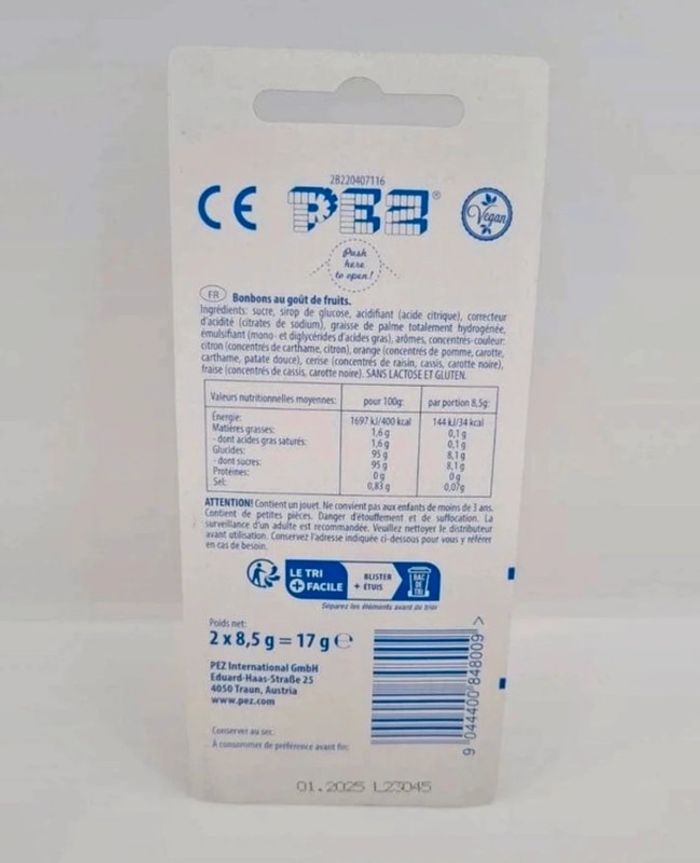 28220407116
CE PEZ® Vegan
Push
here
to open!
FR Bonbons au goût de fruits.
Ingrédients: sucre, sirop de glucose, acidifiant (acide citrique), correcteur
d'acidité (citrates de sodium), graisse de palme totalement hydrogénée,
émulsifiant (mono- et diglycérides d'acides gras), arômes, concentrés-couleur:
citron (concentrés de carthame, citron), orange (concentrés de pomme, carotte,
carthame, patate douce), cerise (concentrés de raisin, cassis, carotte noire),
fraise (concentrés de cassis, carotte noire). SANS LACTOSE ET GLUTEN.
Valeurs nutritionnelles moyennes: pour 100g: par portion 8,5g:
Énergie: 1697 kJ/400 kcal 144 kJ/34 kcal
Matières grasses: 1,6 g 0,1 g
- dont acides gras saturés: 1,6 g 0,1 g
Glucides: 95 g 8,1 g
- dont sucres: 95 g 8,1 g
Protéines: 0 g 0 g
Sel: 0,83 g 0,07g
ATTENTION! Contient un jouet. Ne convient pas aux enfants de moins de 3 ans.
Contient de petites pièces. Danger d'étouffement et de suffocation. La
surveillance d'un adulte est recommandée. Veuillez nettoyer le distributeur
avant utilisation. Conservez l'adresse indiquée ci-dessous pour vous y référer
en cas de besoin.
LE TRI
+ FACILE
BLISTER
+ ÉTUIS
BAC
DE
TRI
Séparez les éléments avant de trier
Poids net:
2 x 8,5 g = 17 g ℮
PEZ International GmbH
Eduard-Haas-Straße 25
4050 Traun, Austria
www.pez.com
9 044400 848009 >
Conserver au sec.
À consommer de préférence avant fin:
01.2025 L23045